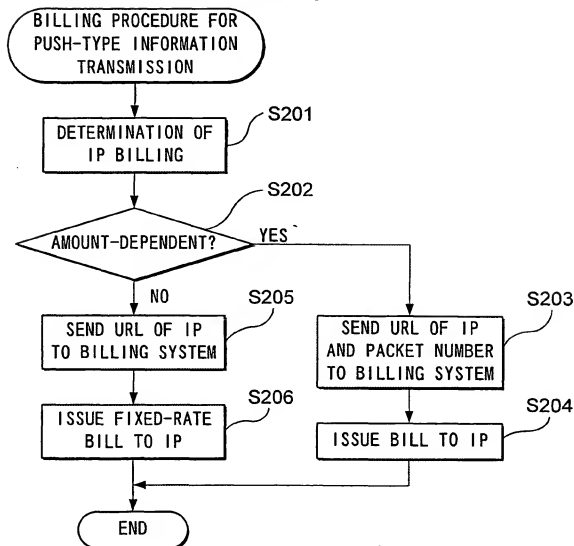 BILLING PROCEDURE FOR
PUSH-TYPE INFORMATION
TRANSMISSION
S201
DETERMINATION OF
IP BILLING
S202
AMOUNT-DEPENDENT?
YES
NO
S205
SEND URL OF IP
TO BILLING SYSTEM
S203
SEND URL OF IP
AND PACKET NUMBER
TO BILLING SYSTEM
S206
ISSUE FIXED-RATE
BILL TO IP
S204
ISSUE BILL TO IP
END